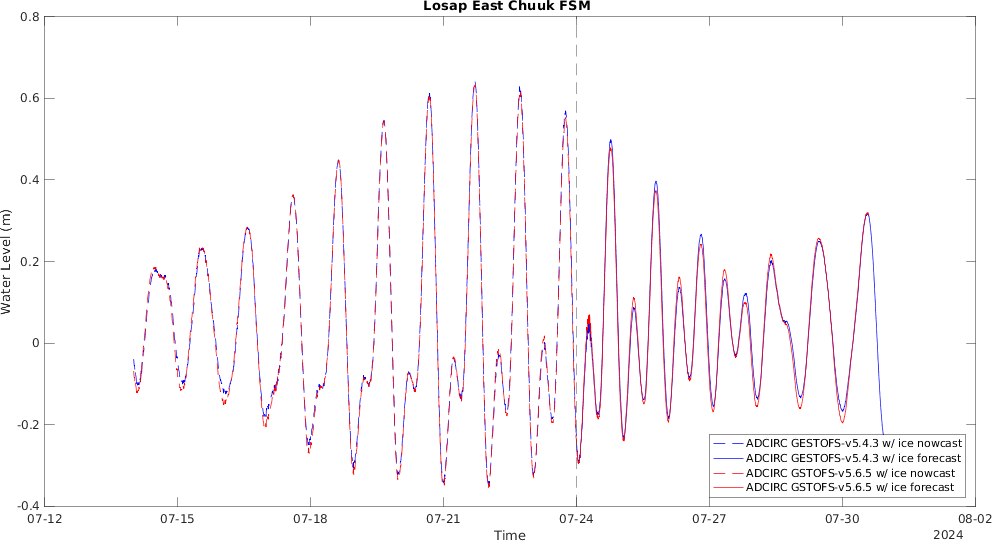 Losap East Chuuk FSM
0.8
0.6
0.4
0.2
0
-0.2
-0.4
Water Level (m)
ADCIRC GESTOFS-v5.4.3 w/ ice nowcast
ADCIRC GESTOFS-v5.4.3 w/ ice forecast
ADCIRC GSTOFS-v5.6.5 w/ ice nowcast
ADCIRC GSTOFS-v5.6.5 w/ ice forecast
07-12 07-15 07-18 07-21 07-24 07-27 07-30 08-02
Time
2024